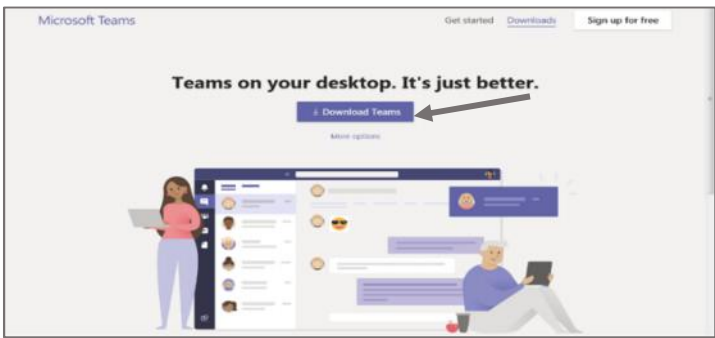 Microsoft Teams
Get started Downloads Sign up for free
Teams on your desktop. It's just better.
Download Teams
More options